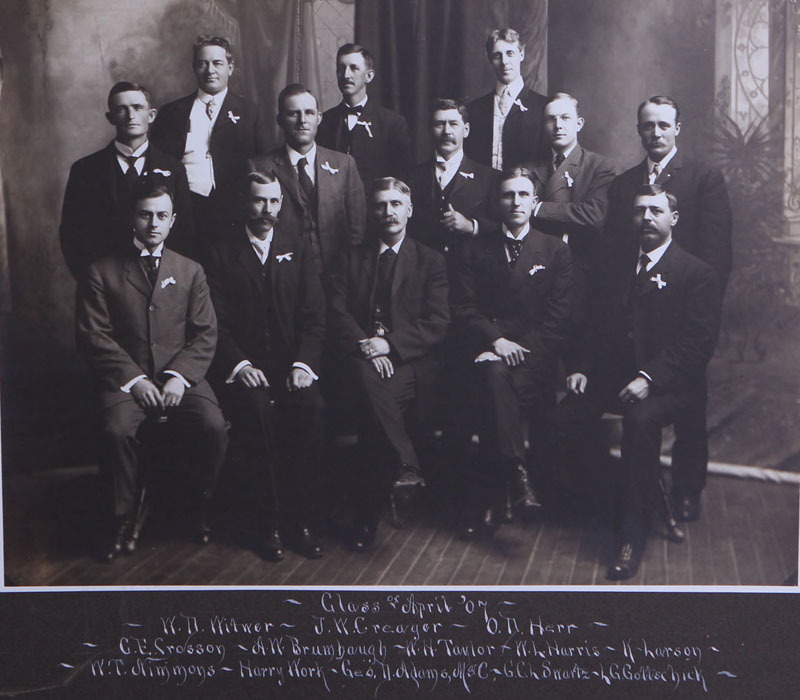 ~ Class of April '07 ~
~ W. D. Witwer ~ J. W. Creager ~ O. D. Herr ~
~ C. E. Crosson ~ A. W. Brumbaugh ~ W. H. Taylor ~ W. L. Harris ~ K. Larson ~
~ W. T. Nimmons ~ Harry Work ~ Geo. D. Adams, M.&C. ~ G. C. L. Swartz ~ L. G. Gottschick ~